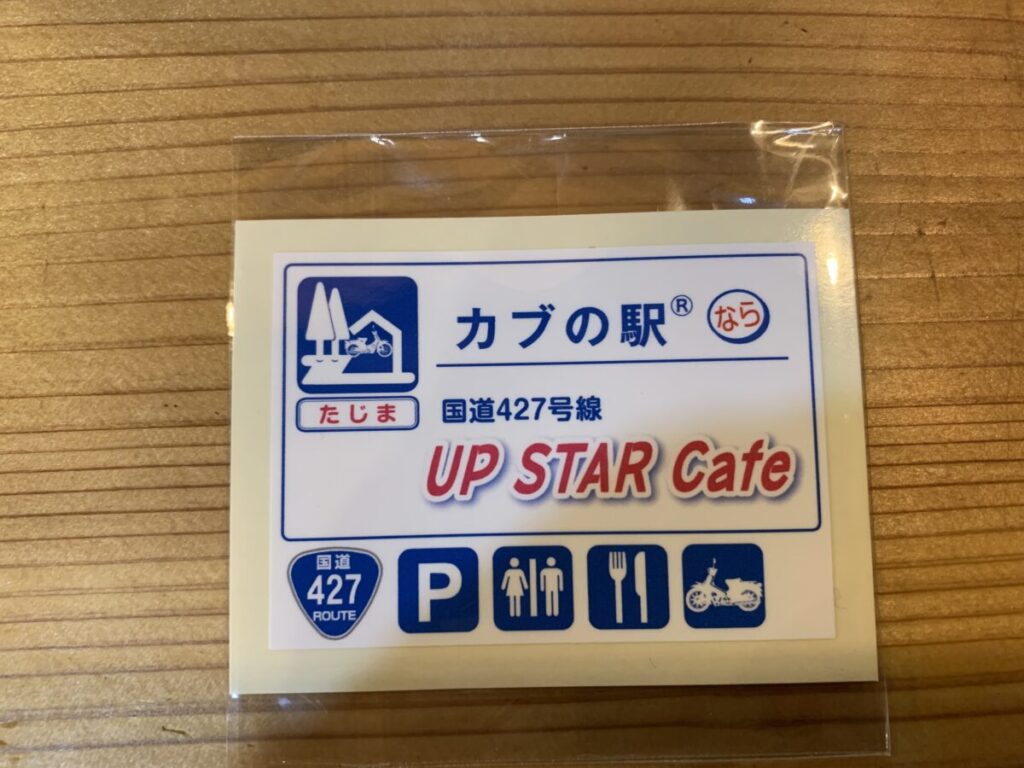 カブの駅® なら
たじま
国道427号線
UP STAR Cafe
国道
427
ROUTE
P